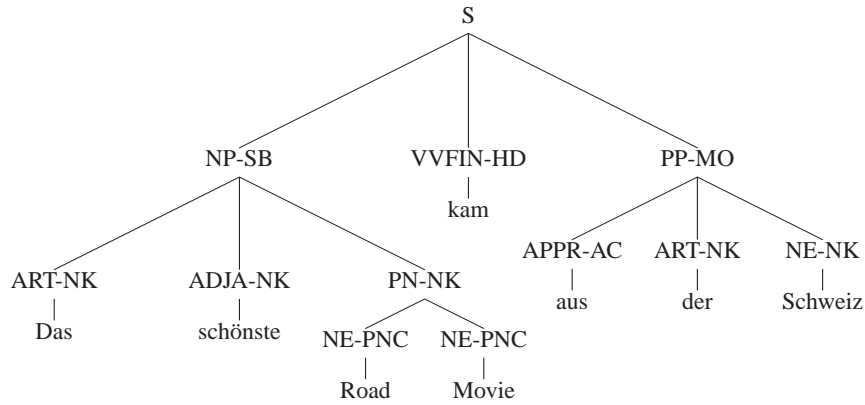 S
NP-SB VVFIN-HD PP-MO
kam
APPR-AC ART-NK NE-NK
ART-NK ADJA-NK PN-NK
aus der Schweiz
Das schönste
NE-PNC NE-PNC
Road Movie